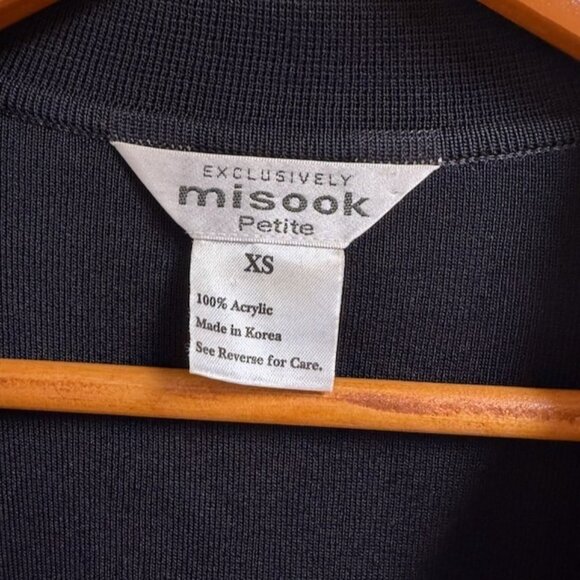 EXCLUSIVELY
misook
Petite
XS
100% Acrylic
Made in Korea
See Reverse for Care.